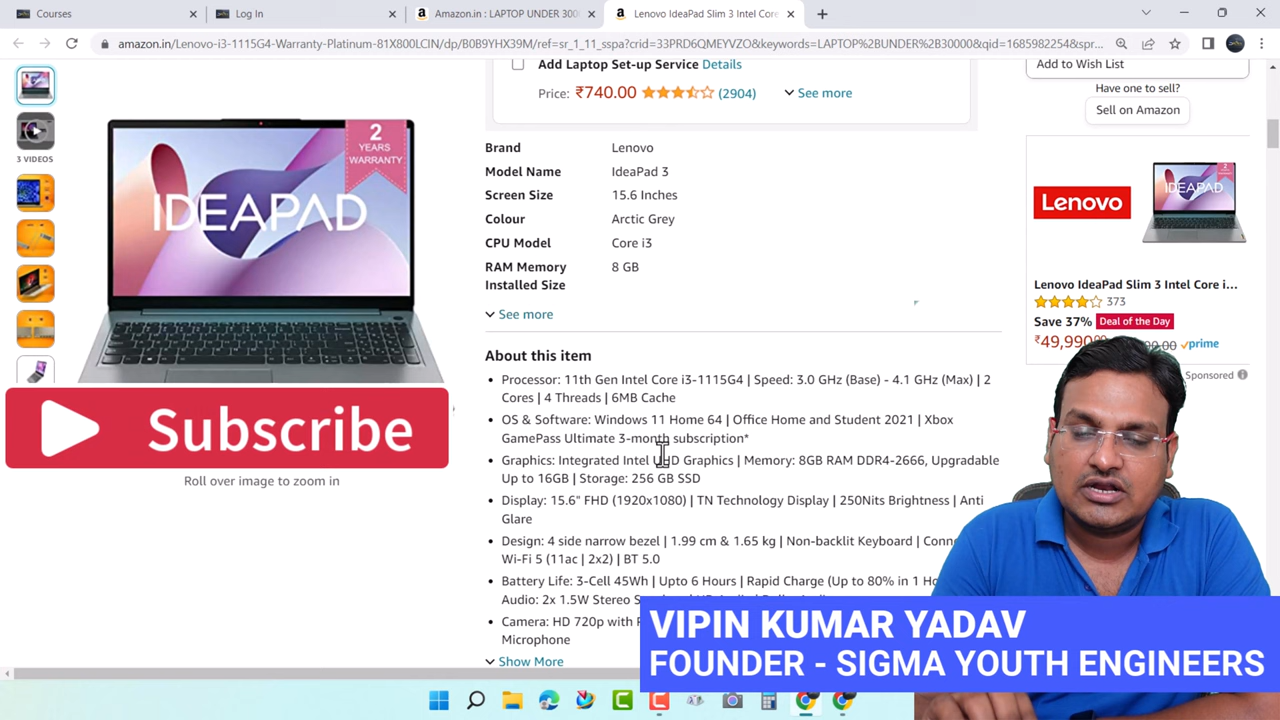 Courses
Log In
Amazon.in : LAPTOP UNDER 300
Lenovo IdeaPad Slim 3 Intel Core
amazon.in/Lenovo-i3-1115G4-Warranty-Platinum-81X800LCIN/dp/B0B9YHX39M/ref=sr_1_11_sspa?crid=33PRD6QMEYVZO&keywords=LAPTOP%2BUNDER%2B30000&qid=1685982254&spr...
3 VIDEOS
2
YEARS
WARRANTY
IDEAPAD
Subscribe
Roll over image to zoom in
Add Laptop Set-up Service Details
Price: ₹740.00 (2904) See more
Brand Lenovo
Model Name IdeaPad 3
Screen Size 15.6 Inches
Colour Arctic Grey
CPU Model Core i3
RAM Memory 8 GB
Installed Size
See more
About this item
Processor: 11th Gen Intel Core i3-1115G4 | Speed: 3.0 GHz (Base) - 4.1 GHz (Max) | 2
Cores | 4 Threads | 6MB Cache
OS & Software: Windows 11 Home 64 | Office Home and Student 2021 | Xbox
GamePass Ultimate 3-month subscription*
Graphics: Integrated Intel UHD Graphics | Memory: 8GB RAM DDR4-2666, Upgradable
Up to 16GB | Storage: 256 GB SSD
Display: 15.6" FHD (1920x1080) | TN Technology Display | 250Nits Brightness | Anti
Glare
Design: 4 side narrow bezel | 1.99 cm & 1.65 kg | Non-backlit Keyboard |
Wi-Fi 5 (11ac | 2x2) | BT 5.0
Battery Life: 3-Cell 45Wh | Upto 6 Hours | Rapid Charge (Up to 80% in 1
Audio: 2x 1.5W Stereo
Camera: HD 720p with
Microphone
Show More
Add to Wish List
Have one to sell?
Sell on Amazon
Lenovo
IDEAPAD
Lenovo IdeaPad Slim 3 Intel Core i...
373
Save 37% Deal of the Day
₹49,990 prime
Sponsored
VIPIN KUMAR YADAV
FOUNDER - SIGMA YOUTH ENGINEERS